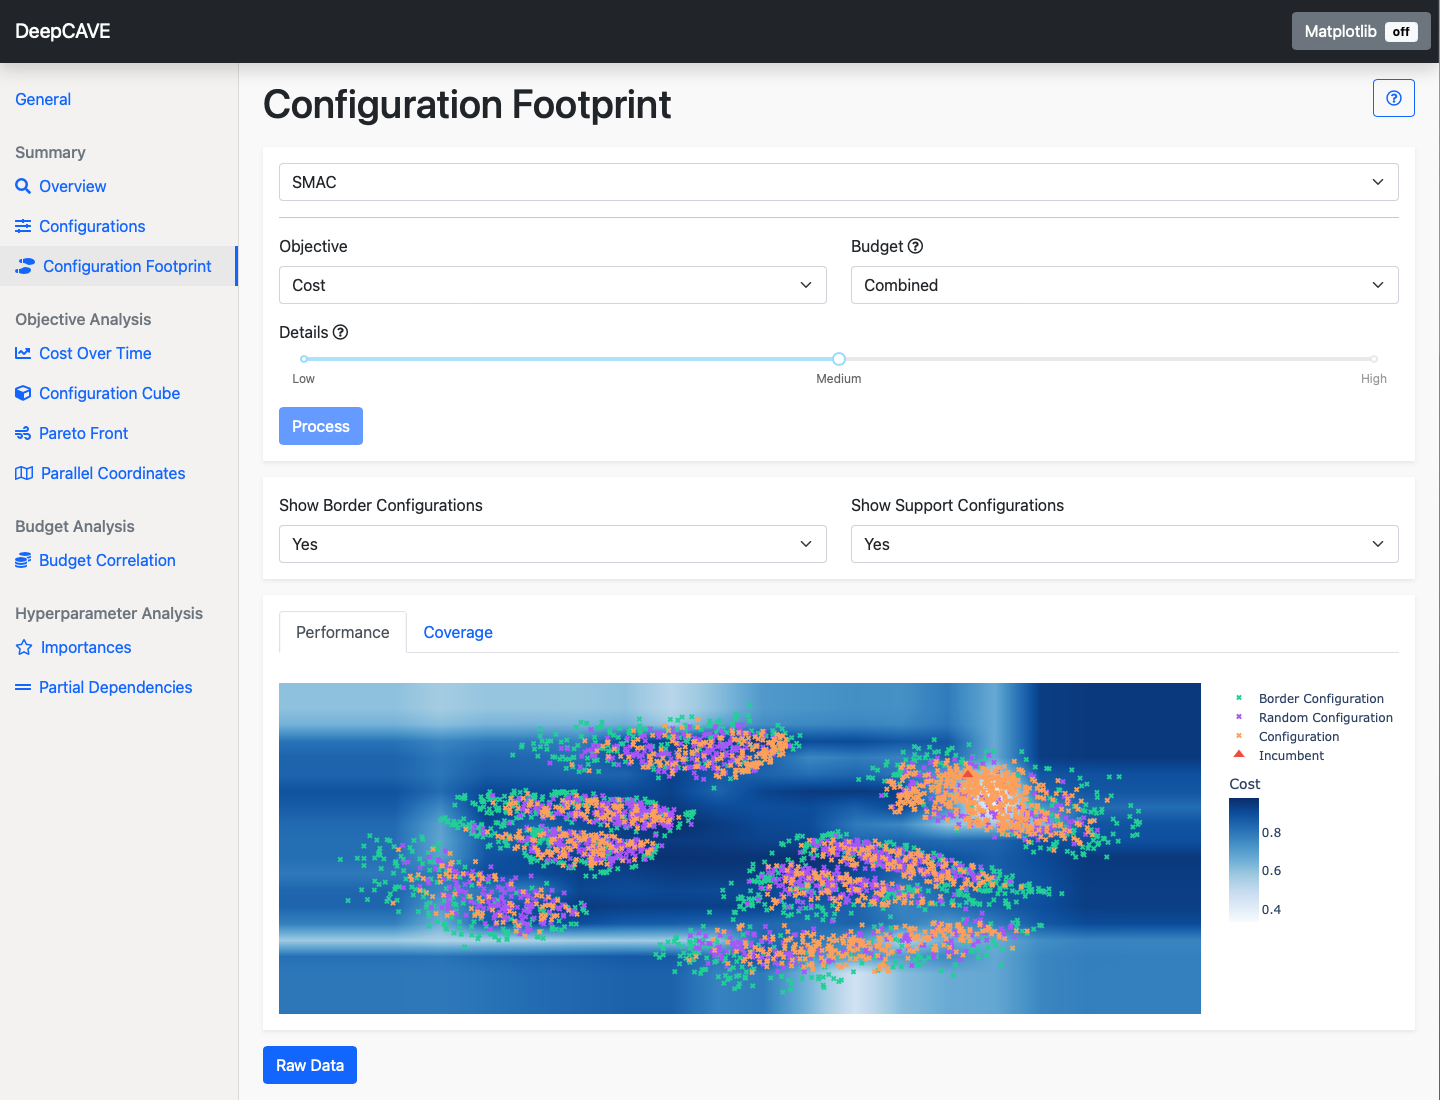 DeepCAVE
Matplotlib off
General
Summary
Overview
Configurations
Configuration Footprint
Objective Analysis
Cost Over Time
Configuration Cube
Pareto Front
Parallel Coordinates
Budget Analysis
Budget Correlation
Hyperparameter Analysis
Importances
Partial Dependencies
Configuration Footprint
SMAC
Objective
Budget
Cost
Combined
Details
Low
Medium
High
Process
Show Border Configurations
Show Support Configurations
Yes
Yes
Performance
Coverage
Border Configuration
Random Configuration
Configuration
Incumbent
Cost
0.8
0.6
0.4
Raw Data